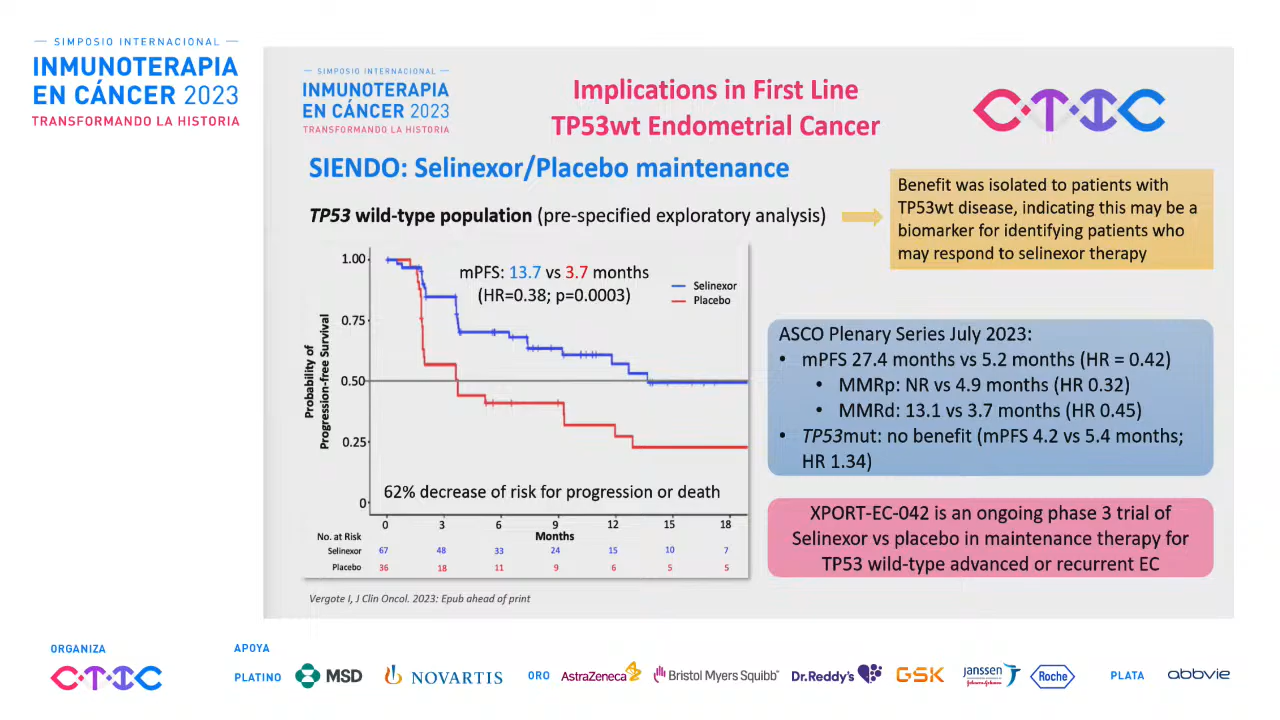 SIMPOSIO INTERNACIONAL
INMUNOTERAPIA
EN CÁNCER 2023
TRANSFORMANDO LA HISTORIA
SIMPOSIO INTERNACIONAL
INMUNOTERAPIA
EN CÁNCER 2023
TRANSFORMANDO LA HISTORIA
Implications in First Line
TP53wt Endometrial Cancer
CTIC
SIENDO: Selinexor/Placebo maintenance
TP53 wild-type population (pre-specified exploratory analysis)
Benefit was isolated to patients with
TP53wt disease, indicating this may be a
biomarker for identifying patients who
may respond to selinexor therapy
mPFS: 13.7 vs 3.7 months
(HR=0.38; p=0.0003)
Selinexor
Placebo
Probability of
Progression-free Survival
1.00
0.75
0.50
0.25
0
62% decrease of risk for progression or death
0 3 6 9 12 15 18
Months
No. at Risk
Selinexor 67 48 33 24 15 10 7
Placebo 36 18 11 9 6 5 5
ASCO Plenary Series July 2023:
• mPFS 27.4 months vs 5.2 months (HR = 0.42)
• MMRp: NR vs 4.9 months (HR 0.32)
• MMRd: 13.1 vs 3.7 months (HR 0.45)
• TP53mut: no benefit (mPFS 4.2 vs 5.4 months;
HR 1.34)
XPORT-EC-042 is an ongoing phase 3 trial of
Selinexor vs placebo in maintenance therapy for
TP53 wild-type advanced or recurrent EC
Vergote I, J Clin Oncol. 2023: Epub ahead of print
ORGANIZA
CTIC
APOYA
PLATINO
MSD
NOVARTIS
ORO
AstraZeneca
Bristol Myers Squibb
Dr.Reddy's
GSK
Janssen
Johnson-Johnson
Roche
PLATA
abbvie